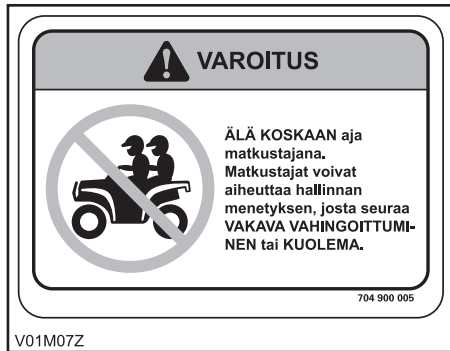 VAROITUS
ÄLÄ KOSKAAN aja
matkustajana.
Matkustajat voivat
aiheuttaa hallinnan
menetyksen, josta seuraa
VAKAVA VAHINGOITTUMI-
NEN tai KUOLEMA.
704 900 005
V01M07Z